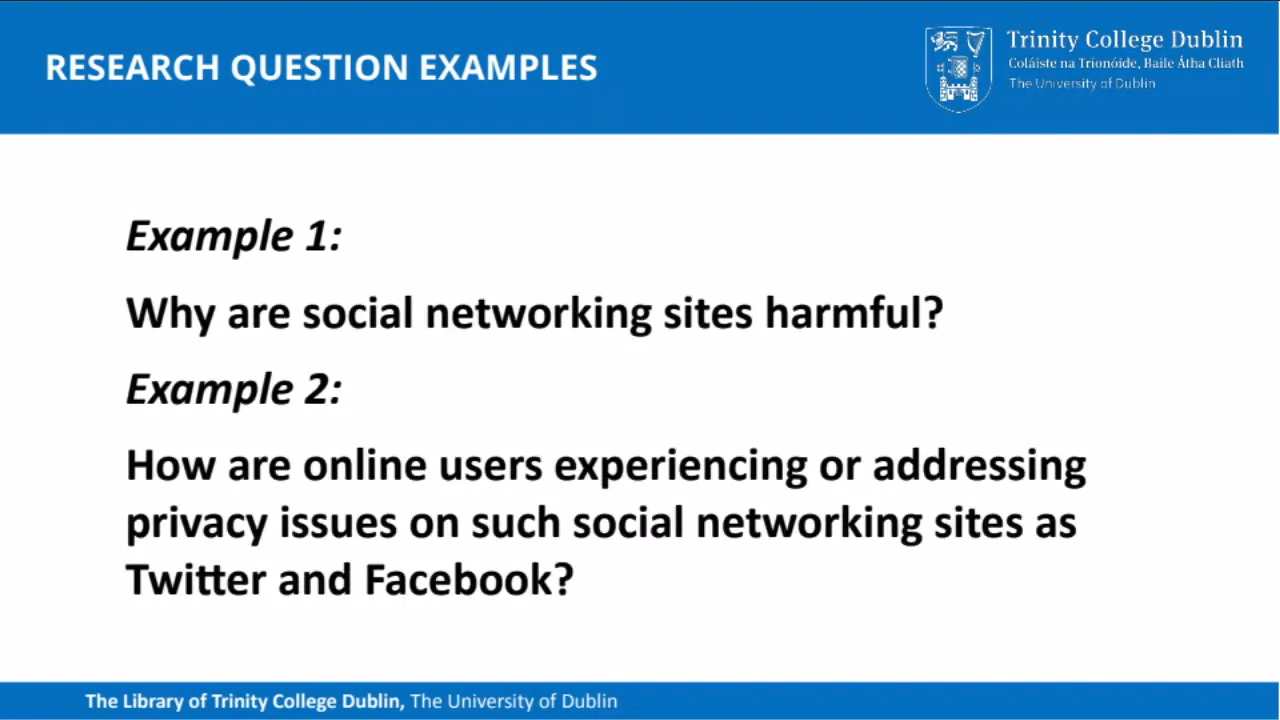 RESEARCH QUESTION EXAMPLES
Trinity College Dublin
Coláiste na Tríonóide, Baile Átha Cliath
The University of Dublin
Example 1:
Why are social networking sites harmful?
Example 2:
How are online users experiencing or addressing
privacy issues on such social networking sites as
Twitter and Facebook?
The Library of Trinity College Dublin, The University of Dublin